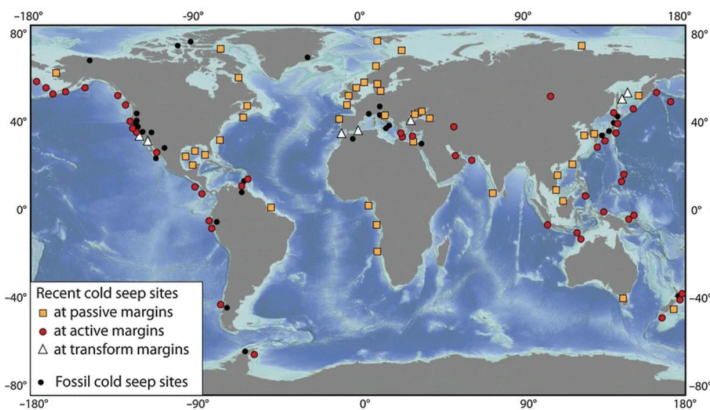 −180° −90° 0° 90° 180°
80° 80°
40° 40°
0° 0°
−40° −40°
−80° −80°
Recent cold seep sites
at passive margins
at active margins
at transform margins
Fossil cold seep sites
−180° −90° 0° 90° 180°